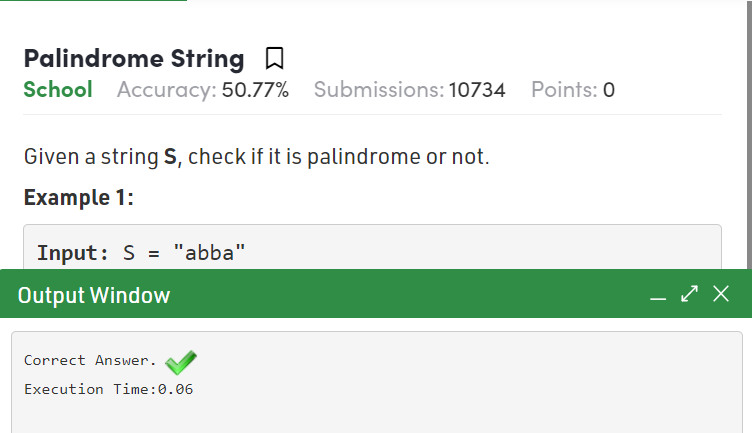 Palindrome String
School Accuracy: 50.77% Submissions: 10734 Points: 0
Given a string S, check if it is palindrome or not.
Example 1:
Input: S = "abba"
Output Window
Correct Answer.
Execution Time:0.06